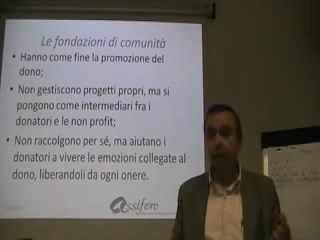 Le fondazioni di comunità
• Hanno come fine la promozione del
dono;
• Non gestiscono progetti propri, ma si
pongono come intermediari fra i
donatori e le non profit;
• Non raccolgono per sé, ma aiutano i
donatori a vivere le emozioni collegate al
dono, liberandoli da ogni onere.
Assifero